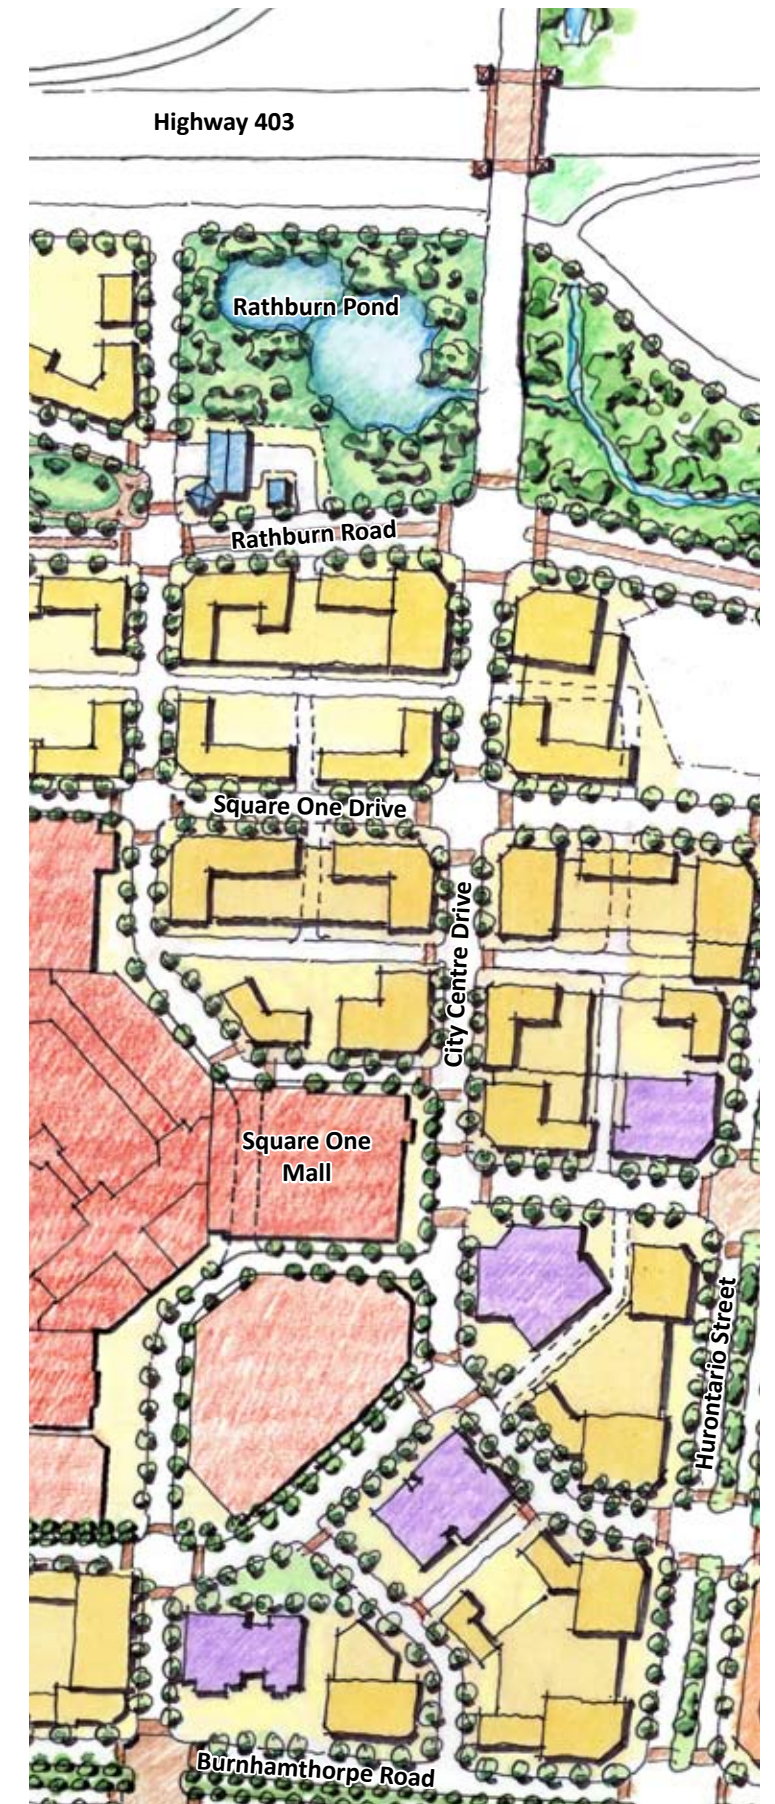 Highway 403
Rathburn Pond
Rathburn Road
Square One Drive
City Centre Drive
Square One
Mall
Hurontario Street
Burnhamthorpe Road